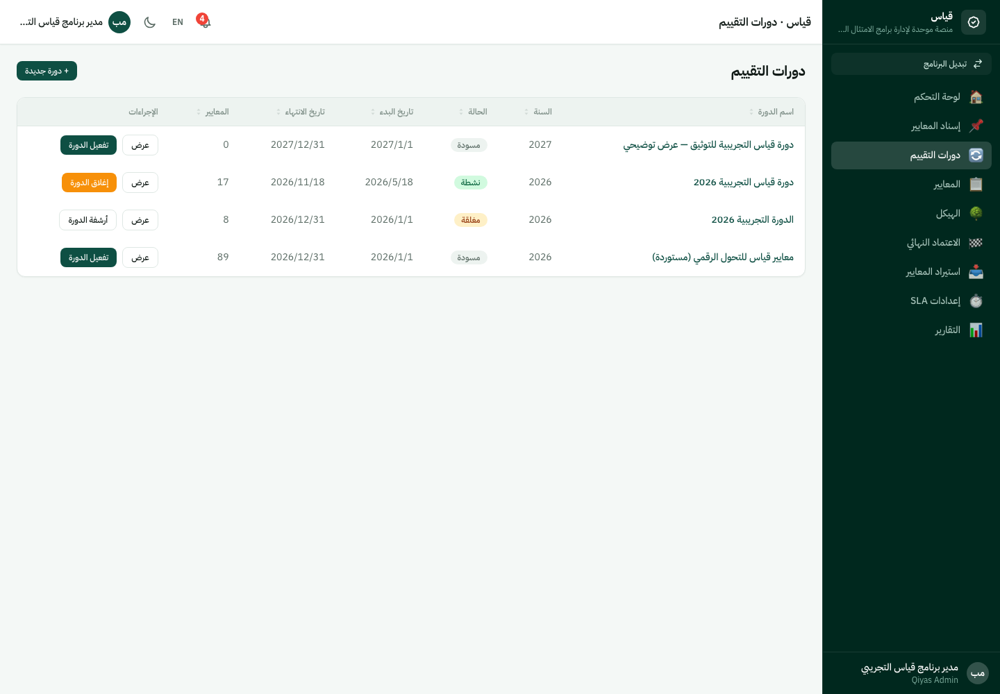 قياس
منصة موحدة لإدارة برامج الامتثال ال...
تبديل البرنامج
لوحة التحكم
إسناد المعايير
دورات التقييم
المعايير
الهيكل
الاعتماد النهائي
استيراد المعايير
إعدادات SLA
التقارير
مب
مدير برنامج قياس التجريبي
Qiyas Admin
قياس · دورات التقييم
4
EN
مب
مدير برنامج قياس الت...
دورات التقييم
+ دورة جديدة
اسم الدورة السنة الحالة تاريخ البدء تاريخ الانتهاء المعايير الإجراءات
دورة قياس التجريبية للتوثيق — عرض توضيحي 2027 مسودة 2027/1/1 2027/12/31 0 عرض تفعيل الدورة
دورة قياس التجريبية 2026 2026 نشطة 2026/5/18 2026/11/18 17 عرض إغلاق الدورة
الدورة التجريبية 2026 2026 مغلقة 2026/1/1 2026/12/31 8 عرض أرشفة الدورة
معايير قياس للتحول الرقمي (مستوردة) 2026 مسودة 2026/1/1 2026/12/31 89 عرض تفعيل الدورة